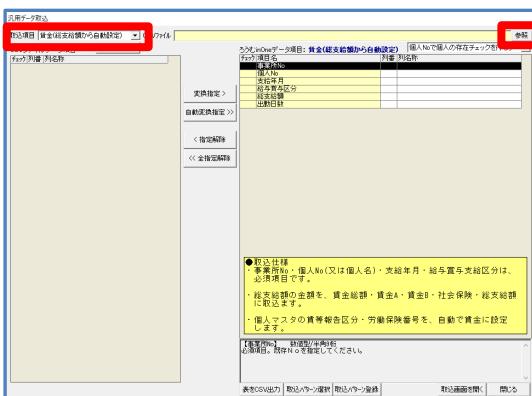 汎用データ取込
取込項目 賃金(総支給額から自動設定) ファイル 参照
ろうむinOneデータ項目: 賃金(総支給額から自動設定) 個人Noで個人の存在チェックを
ﾁｪｯｸ 列番 列名称
ﾁｪｯｸ 項目名 列番 列名称
事業所No
個人No
支給年月
給与賞与区分
総支給額
出勤日数
変換指定 >
自動変換指定 >>
< 指定解除
<< 全指定解除
●取込仕様
・事業所No・個人No(又は個人名)・支給年月・給与賞与支給区分は、
必須項目です。
・総支給額の金額を、賃金総額・賃金A・賃金B・社会保険・総支給額
に取込ます。
・個人マスタの賃等報告区分・労働保険番号を、自動で賃金に設定
します。
【事業所No】 数値型/半角9桁
必須項目。既存Noを指定してください。
表をCSV出力 取込パターン選択 取込パターン登録 取込画面を開く 閉じる